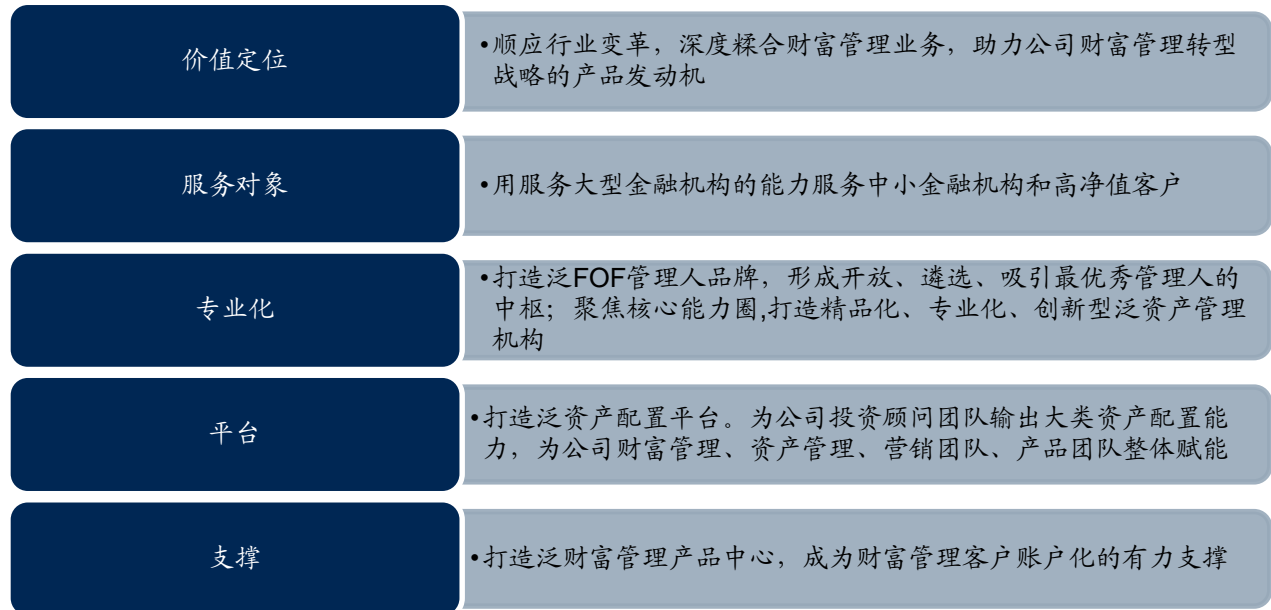 价值定位
•顺应行业变革，深度糅合财富管理业务，助力公司财富管理转型
战略的产品发动机
服务对象
•用服务大型金融机构的能力服务中小金融机构和高净值客户
专业化
•打造泛FOF管理人品牌，形成开放、遴选、吸引最优秀管理人的
中枢；聚焦核心能力圈,打造精品化、专业化、创新型泛资产管理
机构
平台
•打造泛资产配置平台。为公司投资顾问团队输出大类资产配置能
力，为公司财富管理、资产管理、营销团队、产品团队整体赋能
支撑
•打造泛财富管理产品中心，成为财富管理客户账户化的有力支撑